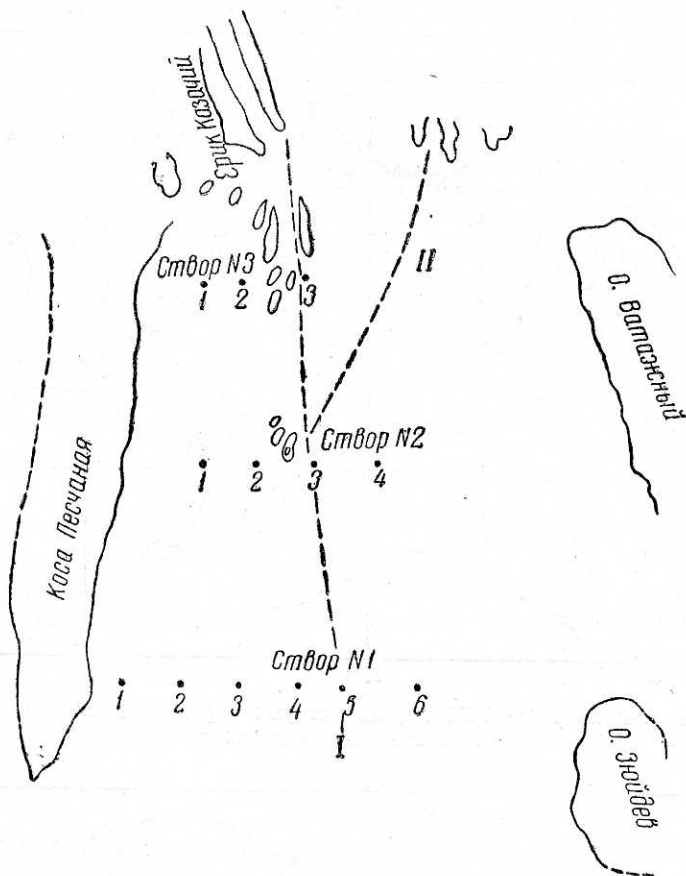 Ерик Казачий
Створ N3
1 2 3
II
О. Ватажный
Створ N2
1 2 3 4
Коса Песчаная
Створ N1
1 2 3 4 5 6
I
О. Зюйдев